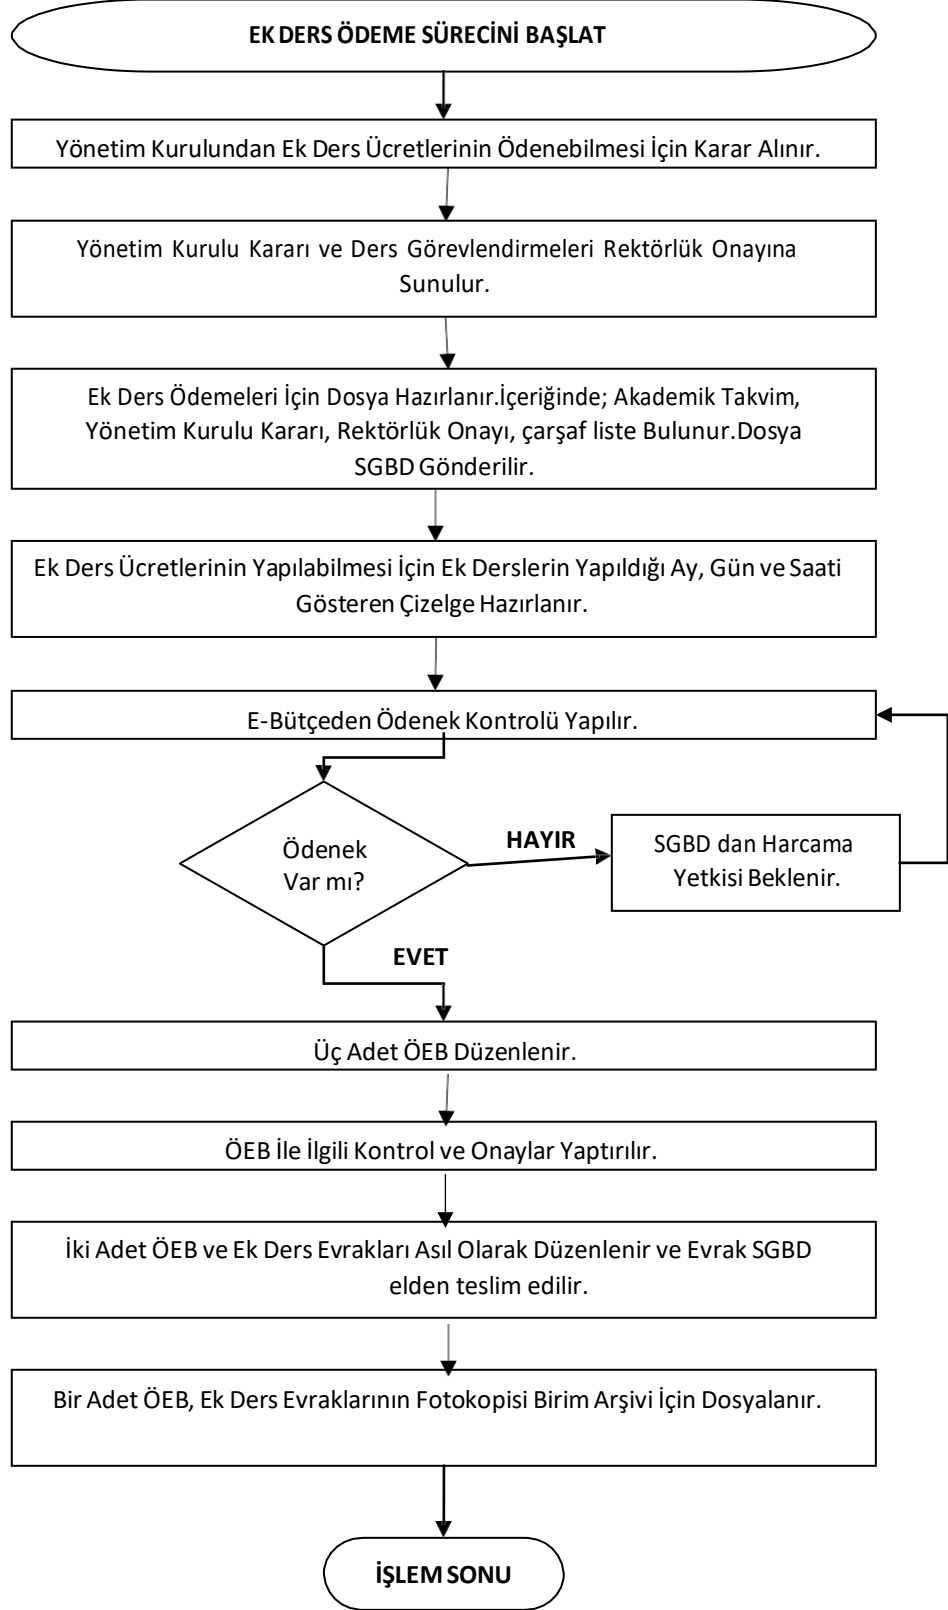 EK DERS ÖDEME SÜRECİNİ BAŞLAT
Yönetim Kurulundan Ek Ders Ücretlerinin Ödenebilmesi İçin Karar Alınır.
Yönetim Kurulu Kararı ve Ders Görevlendirmeleri Rektörlük Onayına
Sunulur.
Ek Ders Ödemeleri İçin Dosya Hazırlanır.İçeriğinde; Akademik Takvim,
Yönetim Kurulu Kararı, Rektörlük Onayı, çarşaf liste Bulunur.Dosya
SGBD Gönderilir.
Ek Ders Ücretlerinin Yapılabilmesi İçin Ek Derslerin Yapıldığı Ay, Gün ve Saati
Gösteren Çizelge Hazırlanır.
E-Bütçeden Ödenek Kontrolü Yapılır.
Ödenek
Var mı?
HAYIR
SGBD dan Harcama
Yetkisi Beklenir.
EVET
Üç Adet ÖEB Düzenlenir.
ÖEB İle İlgili Kontrol ve Onaylar Yaptırılır.
İki Adet ÖEB ve Ek Ders Evrakları Asıl Olarak Düzenlenir ve Evrak SGBD
elden teslim edilir.
Bir Adet ÖEB, Ek Ders Evraklarının Fotokopisi Birim Arşivi İçin Dosyalanır.
İŞLEM SONU